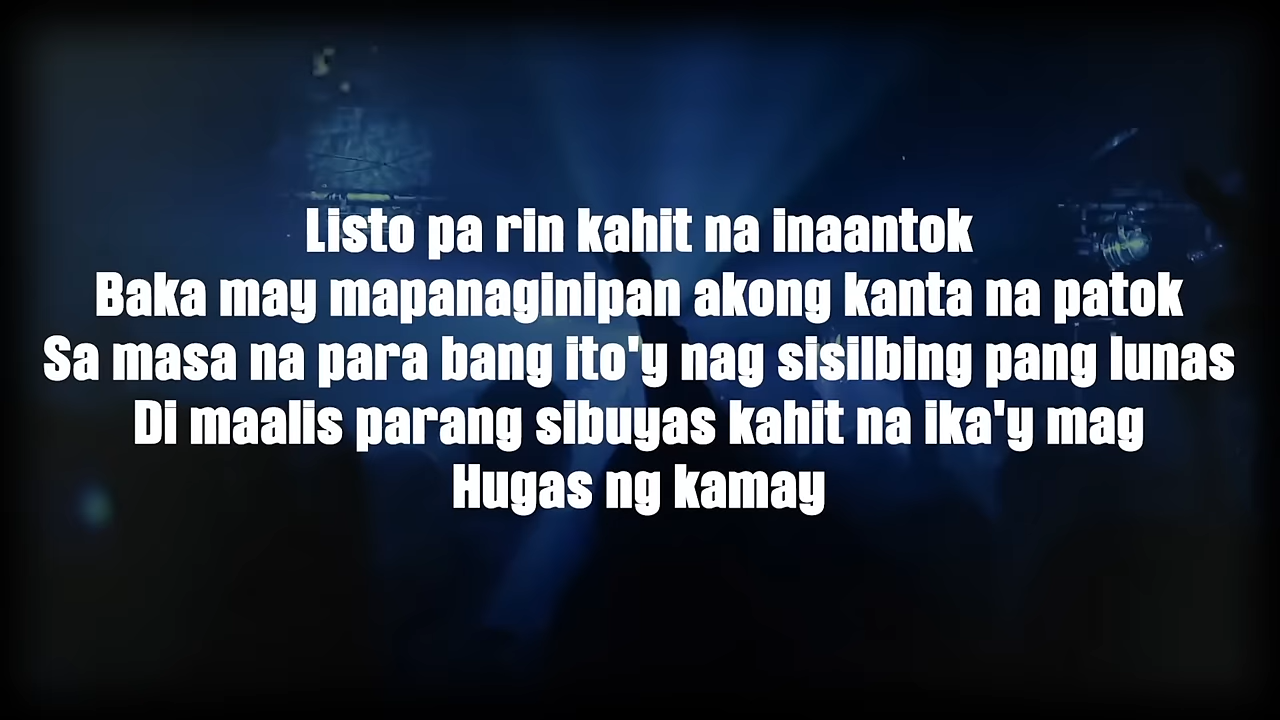 Listo pa rin kahit na inaantok
Baka may mapanaginipan akong kanta na patok
Sa masa na para bang ito'y nag sisilbing pang lunas
Di maalis parang sibuyas kahit na ika'y mag
Hugas ng kamay